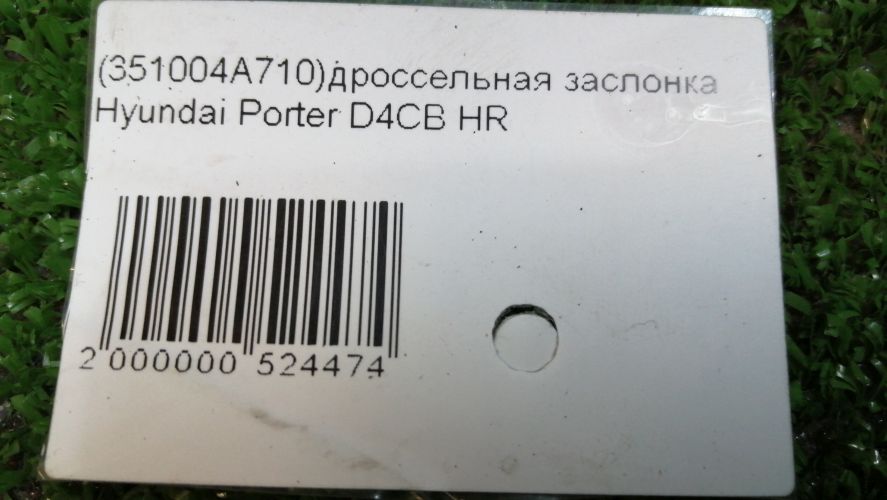 (351004A710)дроссельная заслонка
Hyundai Porter D4CB HR
2 000000 524474